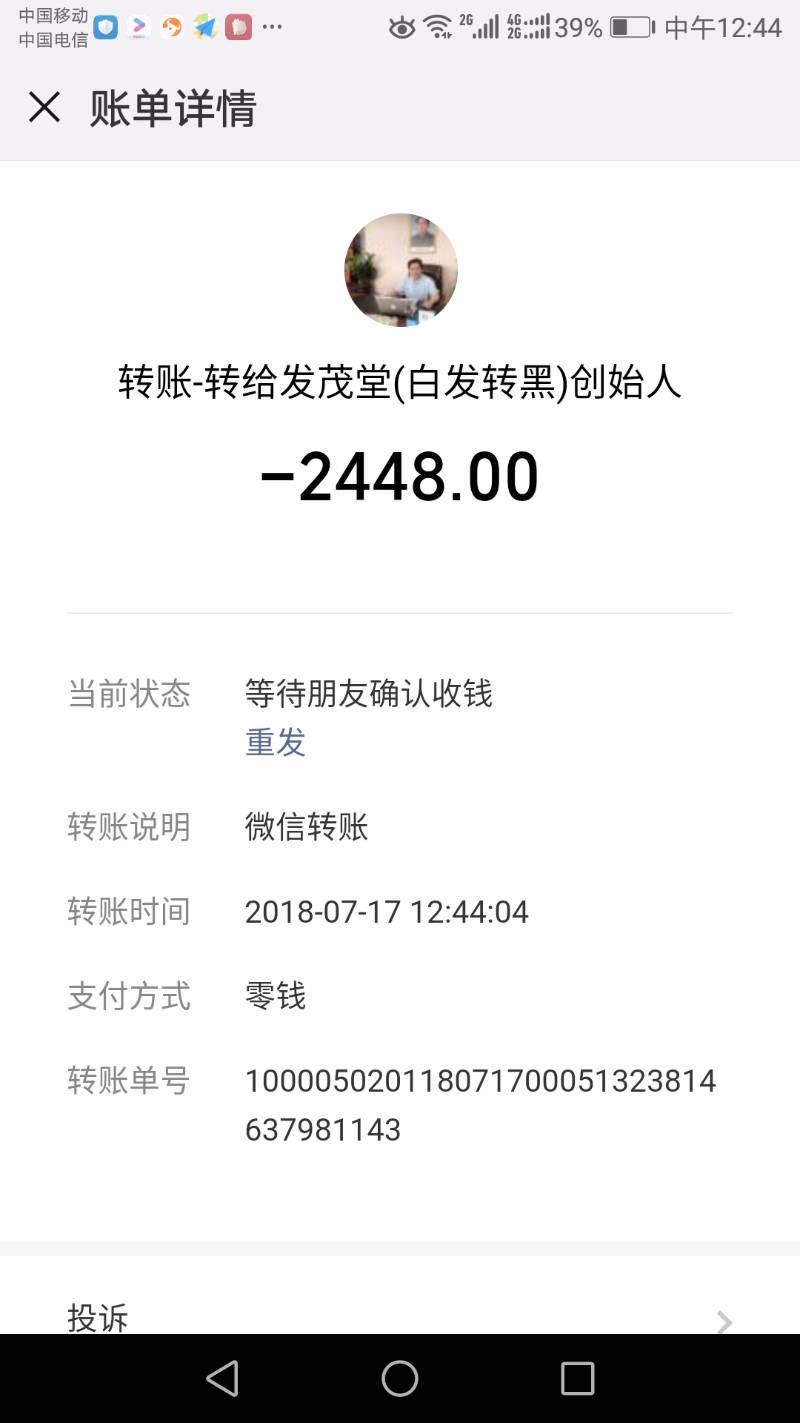 中国移动
中国电信
2G 4G 2G 39% 中午12:44
账单详情
转账-转给发茂堂(白发转黑)创始人
-2448.00
当前状态 等待朋友确认收钱
重发
转账说明 微信转账
转账时间 2018-07-17 12:44:04
支付方式 零钱
转账单号 100005020118071700051323814
637981143
投诉